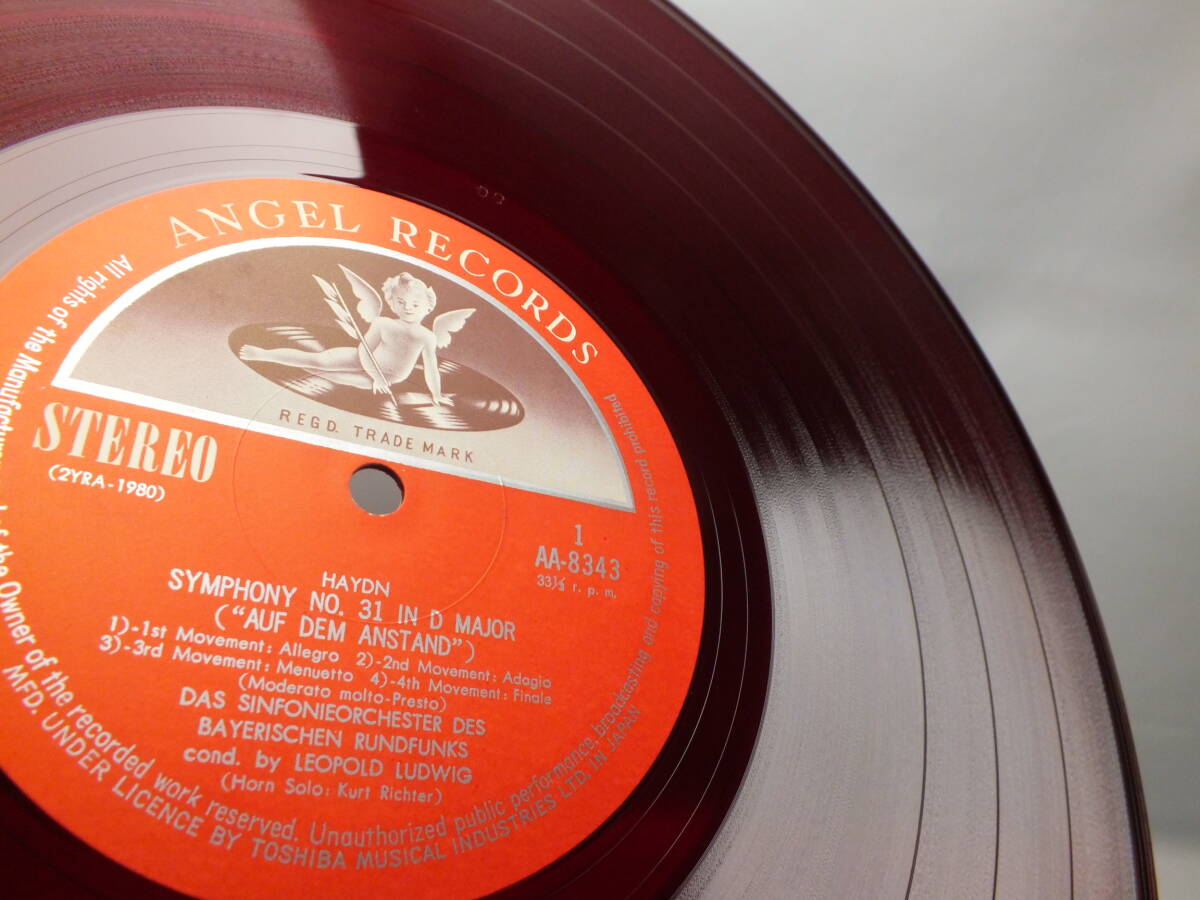 ANGEL RECORDS
REGD. TRADE MARK
STEREO
(2YRA-1980)
1
AA-8343
33⅓ r. p. m.
HAYDN
SYMPHONY NO. 31 IN D MAJOR
("AUF DEM ANSTAND")
1)-1st Movement: Allegro 2)-2nd Movement: Adagio
3)-3rd Movement: Menuetto 4)-4th Movement: Finale
(Moderato molto-Presto)
DAS SINFONIEORCHESTER DES
BAYERISCHEN RUNDFUNKS
cond. by LEOPOLD LUDWIG
(Horn Solo: Kurt Richter)
All rights of the Manufacturer of the Owner of the recorded work reserved. Unauthorized public performance, broadcasting and copying of this record prohibited
MFD. UNDER LICENCE BY TOSHIBA MUSICAL INDUSTRIES LTD. IN JAPAN